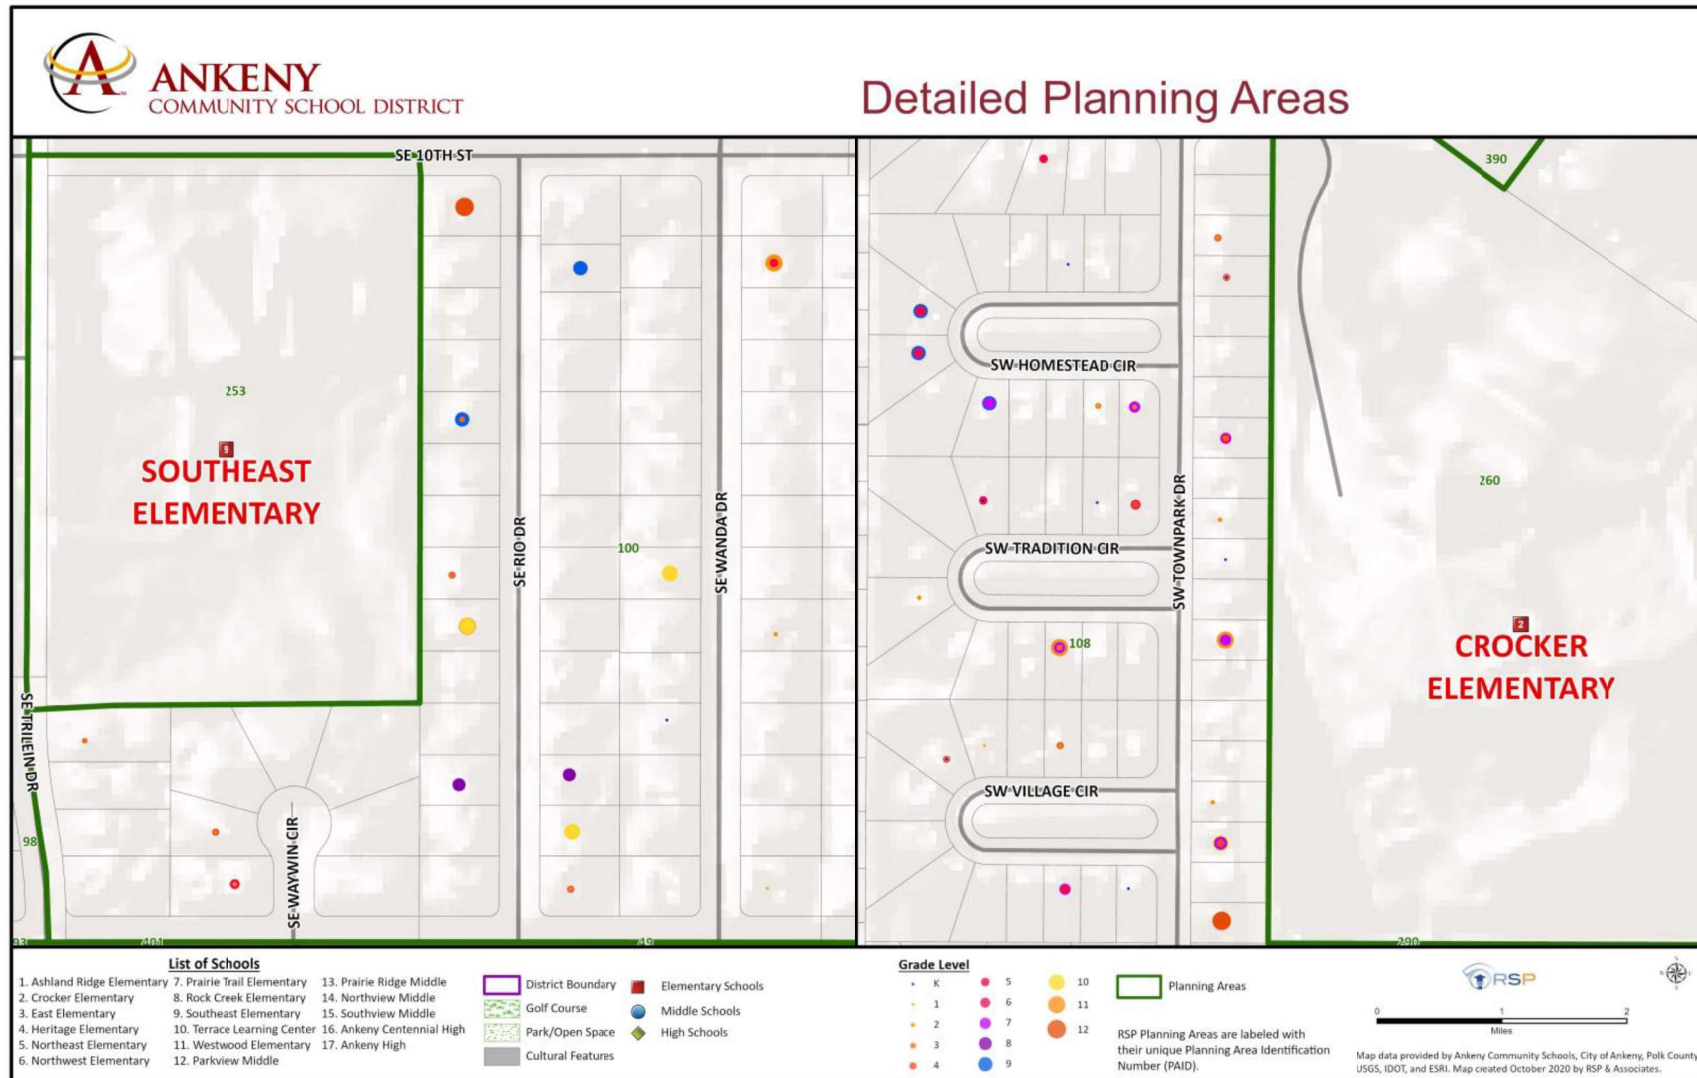 ANKENY
COMMUNITY SCHOOL DISTRICT
Detailed Planning Areas
SE 10TH ST
253
9
SOUTHEAST
ELEMENTARY
SE TRILEIN DR
98
SE WAYWIN CIR
SE RIO DR
100
SE WANDA DR
390
SW HOMESTEAD CIR
SW TRADITION CIR
SW TOWNPARK DR
108
SW VILLAGE CIR
260
2
CROCKER
ELEMENTARY
290
List of Schools
1. Ashland Ridge Elementary
2. Crocker Elementary
3. East Elementary
4. Heritage Elementary
5. Northeast Elementary
6. Northwest Elementary
7. Prairie Trail Elementary
8. Rock Creek Elementary
9. Southeast Elementary
10. Terrace Learning Center
11. Westwood Elementary
12. Parkview Middle
13. Prairie Ridge Middle
14. Northview Middle
15. Southview Middle
16. Ankeny Centennial High
17. Ankeny High
District Boundary
Golf Course
Park/Open Space
Cultural Features
Elementary Schools
Middle Schools
High Schools
Grade Level
K
1
2
3
4
5
6
7
8
9
10
11
12
Planning Areas
RSP Planning Areas are labeled with
their unique Planning Area Identification
Number (PAID).
RSP
0 1 2
Miles
Map data provided by Ankeny Community Schools, City of Ankeny, Polk County
USGS, IDOT, and ESRI. Map created October 2020 by RSP & Associates.